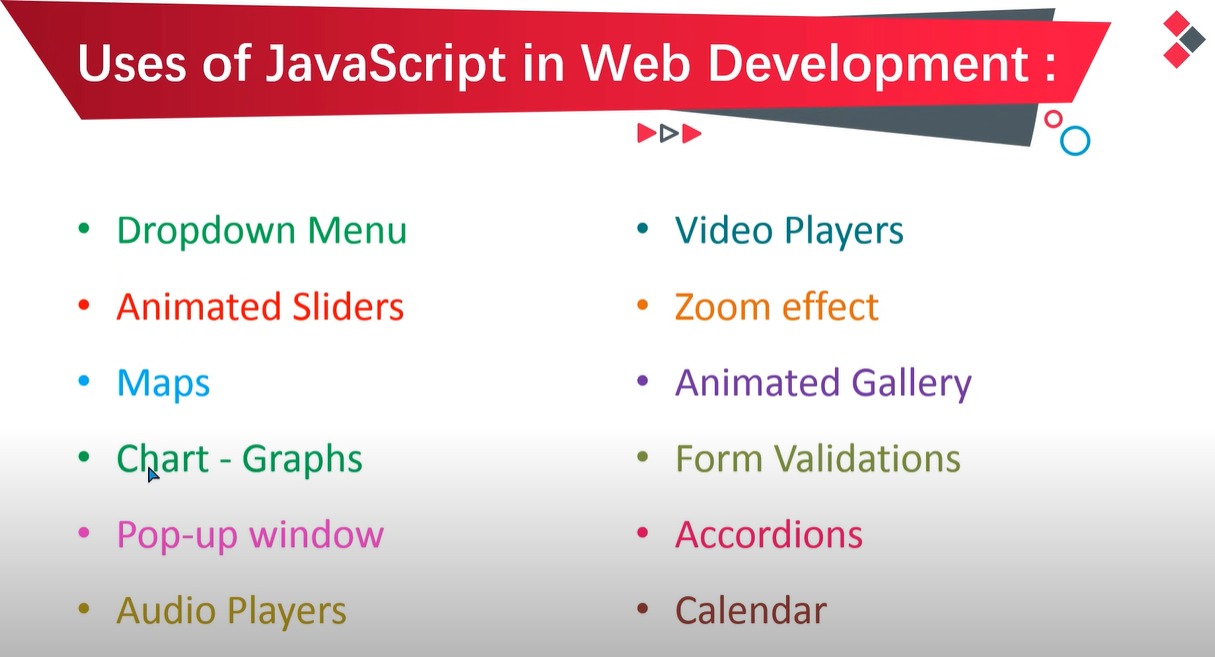 Uses of JavaScript in Web Development :
• Dropdown Menu
• Animated Sliders
• Maps
• Chart - Graphs
• Pop-up window
• Audio Players
• Video Players
• Zoom effect
• Animated Gallery
• Form Validations
• Accordions
• Calendar